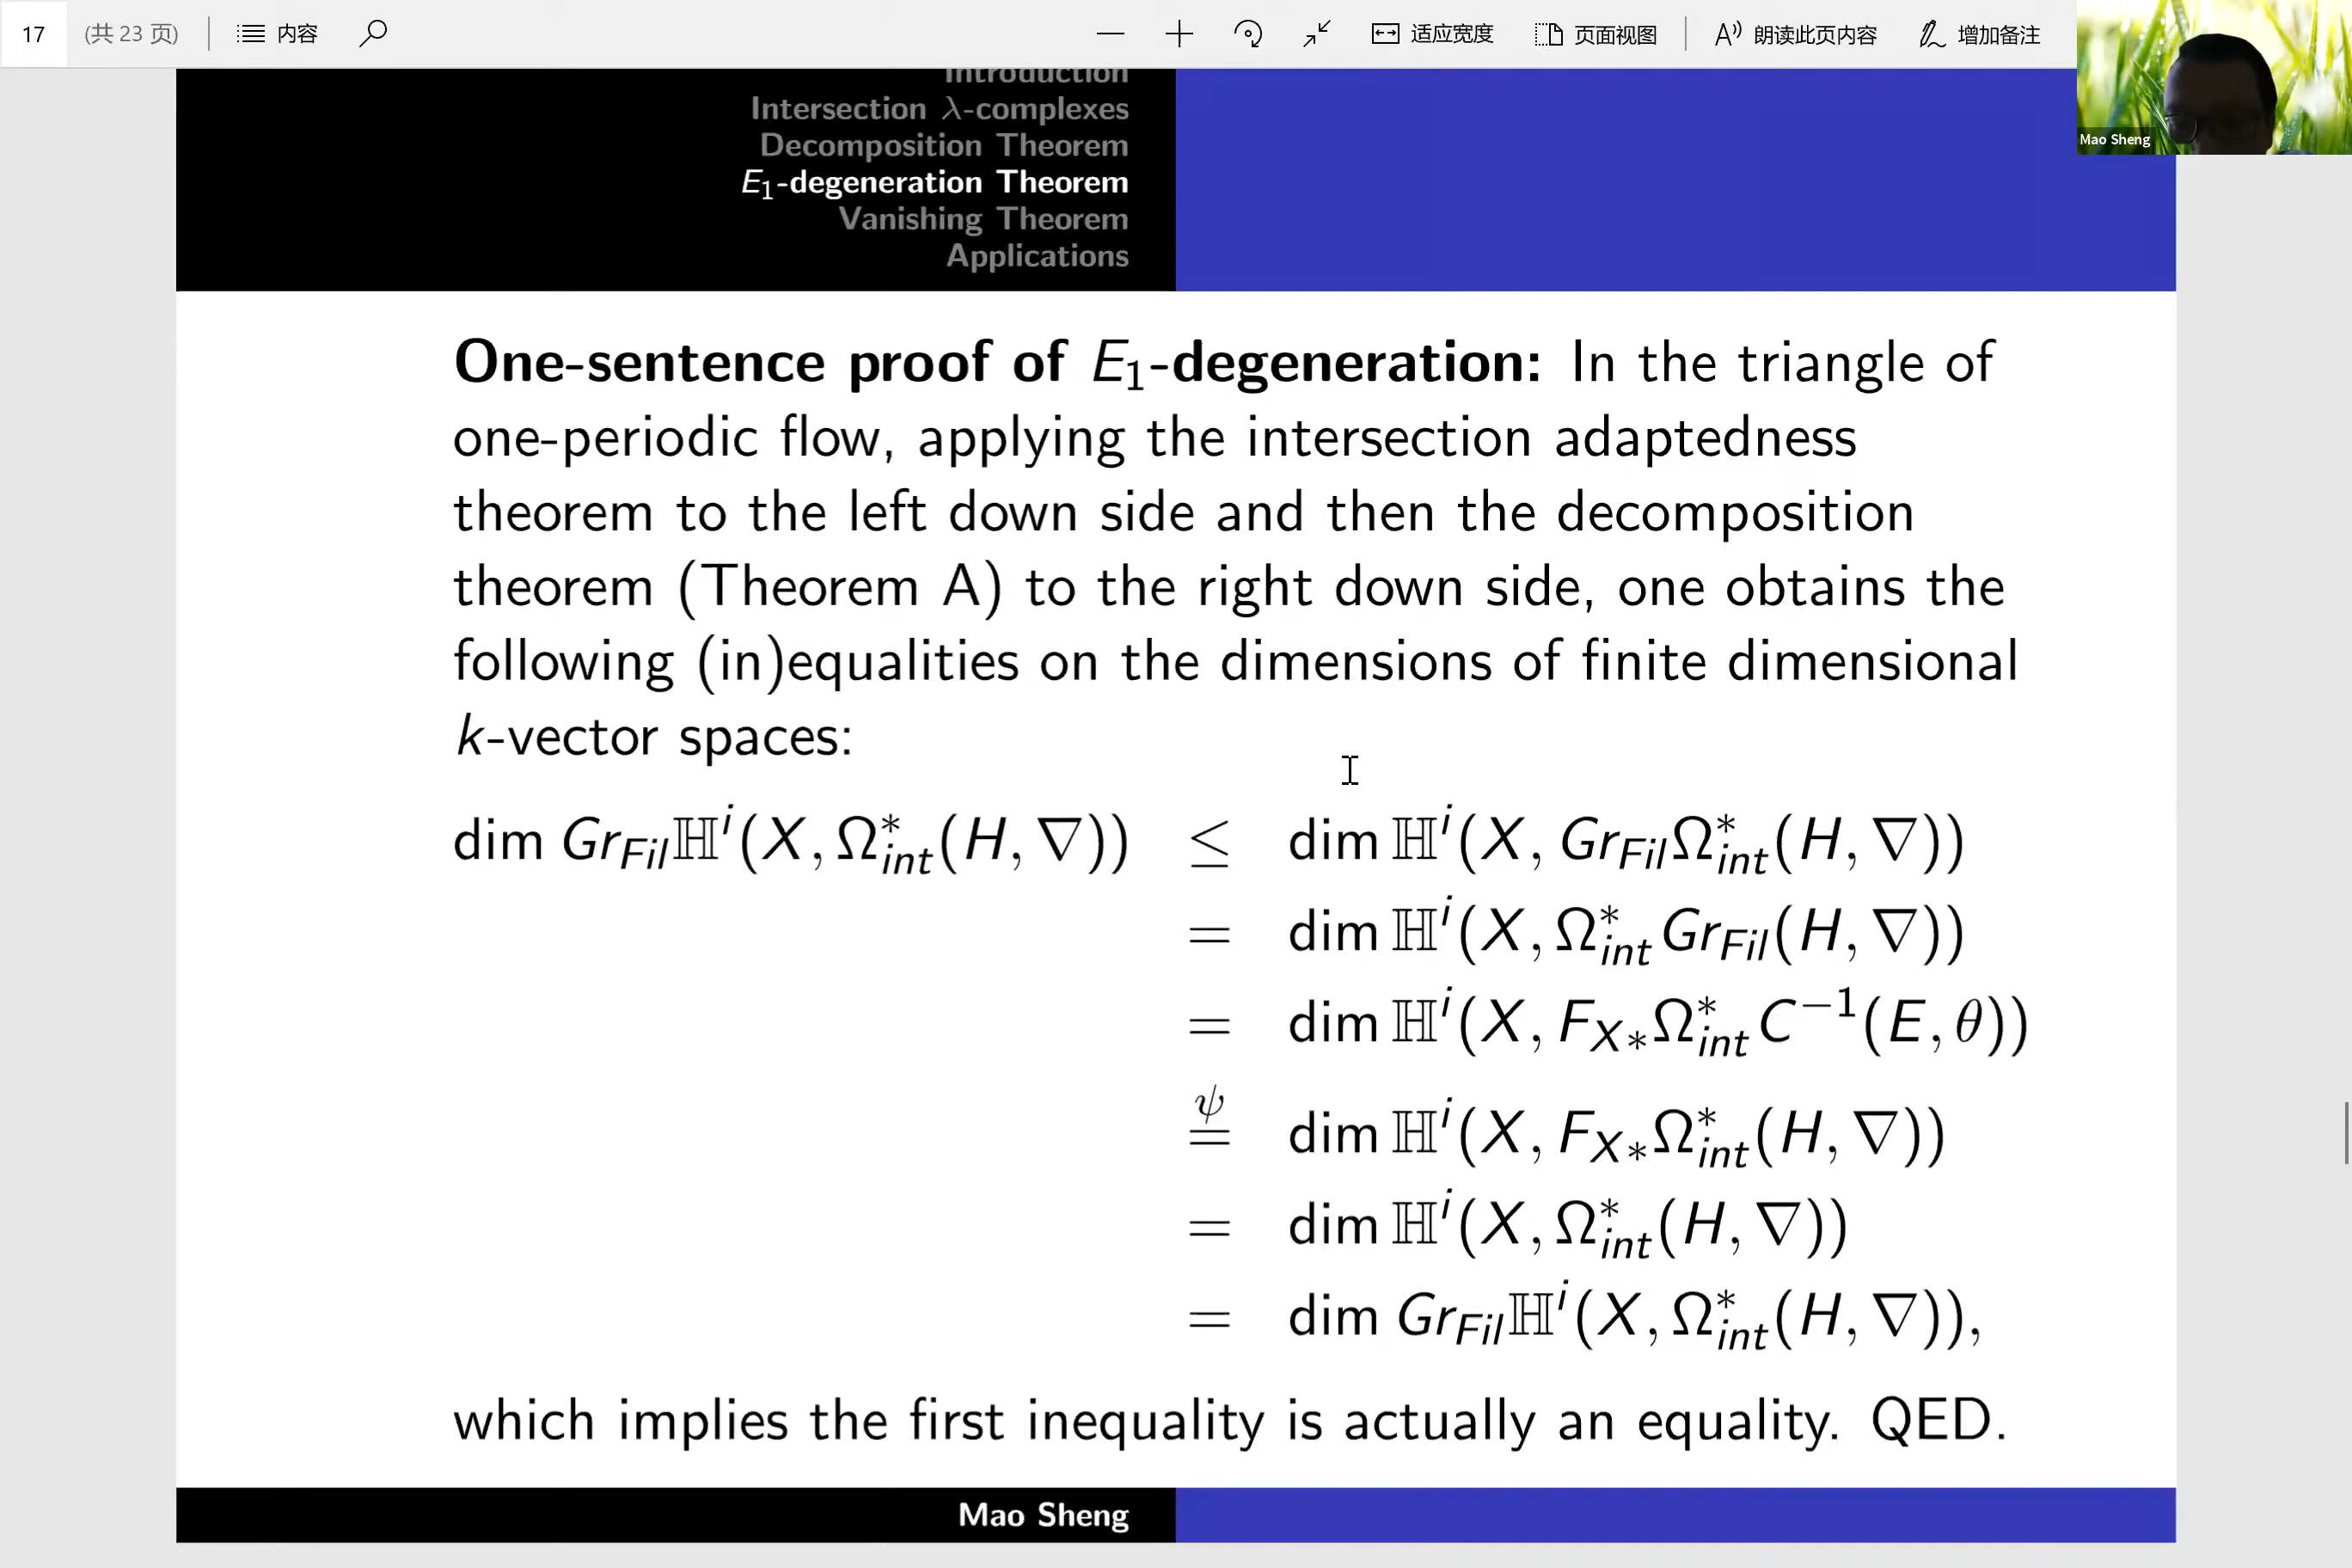 17 (共 23 页) 内容 适应宽度 页面视图 朗读此页内容 增加备注
Mao Sheng
Introduction
Intersection λ-complexes
Decomposition Theorem
E₁-degeneration Theorem
Vanishing Theorem
Applications
One-sentence proof of E₁-degeneration: In the triangle of
one-periodic flow, applying the intersection adaptedness
theorem to the left down side and then the decomposition
theorem (Theorem A) to the right down side, one obtains the
following (in)equalities on the dimensions of finite dimensional
k-vector spaces:
dim Gr_{Fil}ℍ^i(X, Ω^*_{int}(H, ∇)) ≤ dim ℍ^i(X, Gr_{Fil}Ω^*_{int}(H, ∇))
= dim ℍ^i(X, Ω^*_{int}Gr_{Fil}(H, ∇))
= dim ℍ^i(X, F_{X*}Ω^*_{int}C^{-1}(E, θ))
\stackrel{ψ}{=} dim ℍ^i(X, F_{X*}Ω^*_{int}(H, ∇))
= dim ℍ^i(X, Ω^*_{int}(H, ∇))
= dim Gr_{Fil}ℍ^i(X, Ω^*_{int}(H, ∇)),
which implies the first inequality is actually an equality. QED.
Mao Sheng